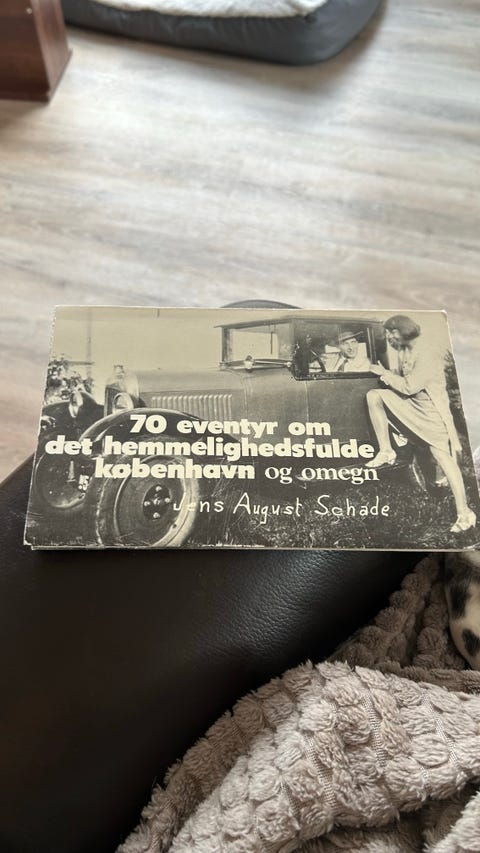 70 eventyr om
det hemmelighedsfulde
københavn og omegn
Jens August Schade